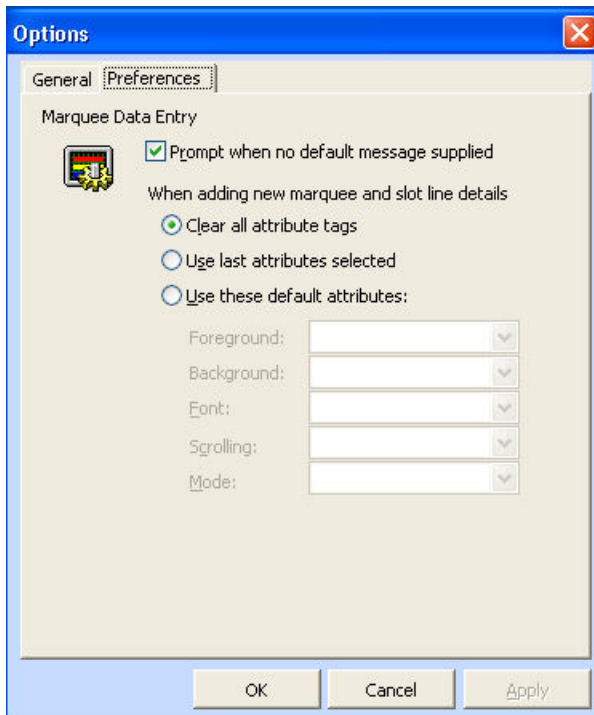 Options
General Preferences
Marquee Data Entry
Prompt when no default message supplied
When adding new marquee and slot line details
Clear all attribute tags
Use last attributes selected
Use these default attributes:
Foreground:
Background:
Font:
Scrolling:
Mode:
OK Cancel Apply